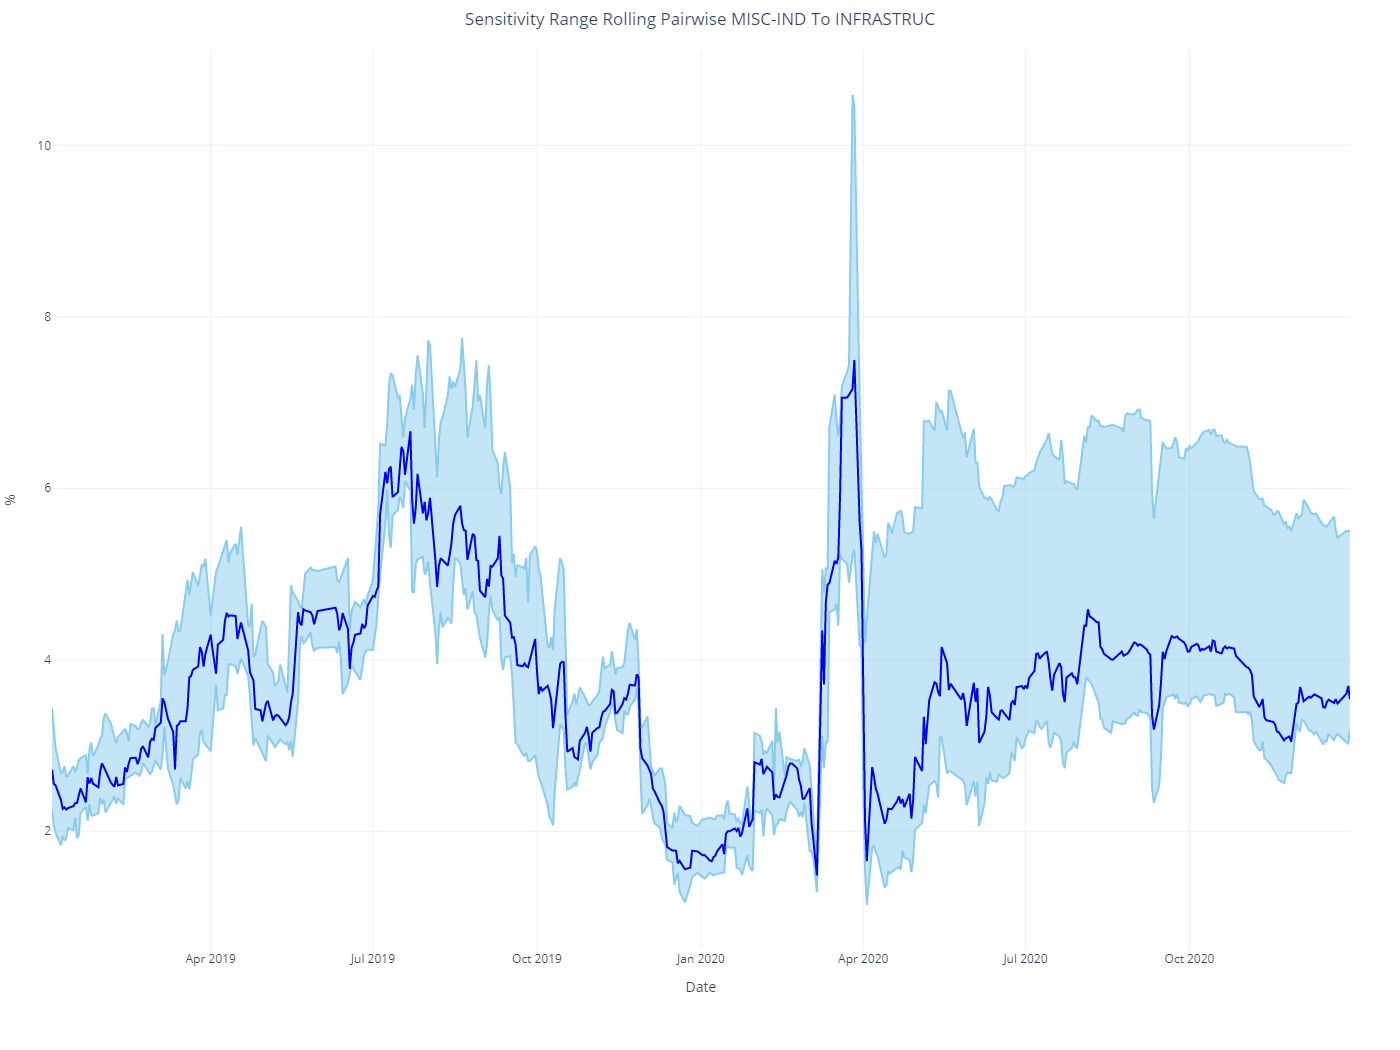 Sensitivity Range Rolling Pairwise MISC-IND To INFRASTRUC
10
8
6
4
2
%
Apr 2019
Jul 2019
Oct 2019
Jan 2020
Apr 2020
Jul 2020
Oct 2020
Date